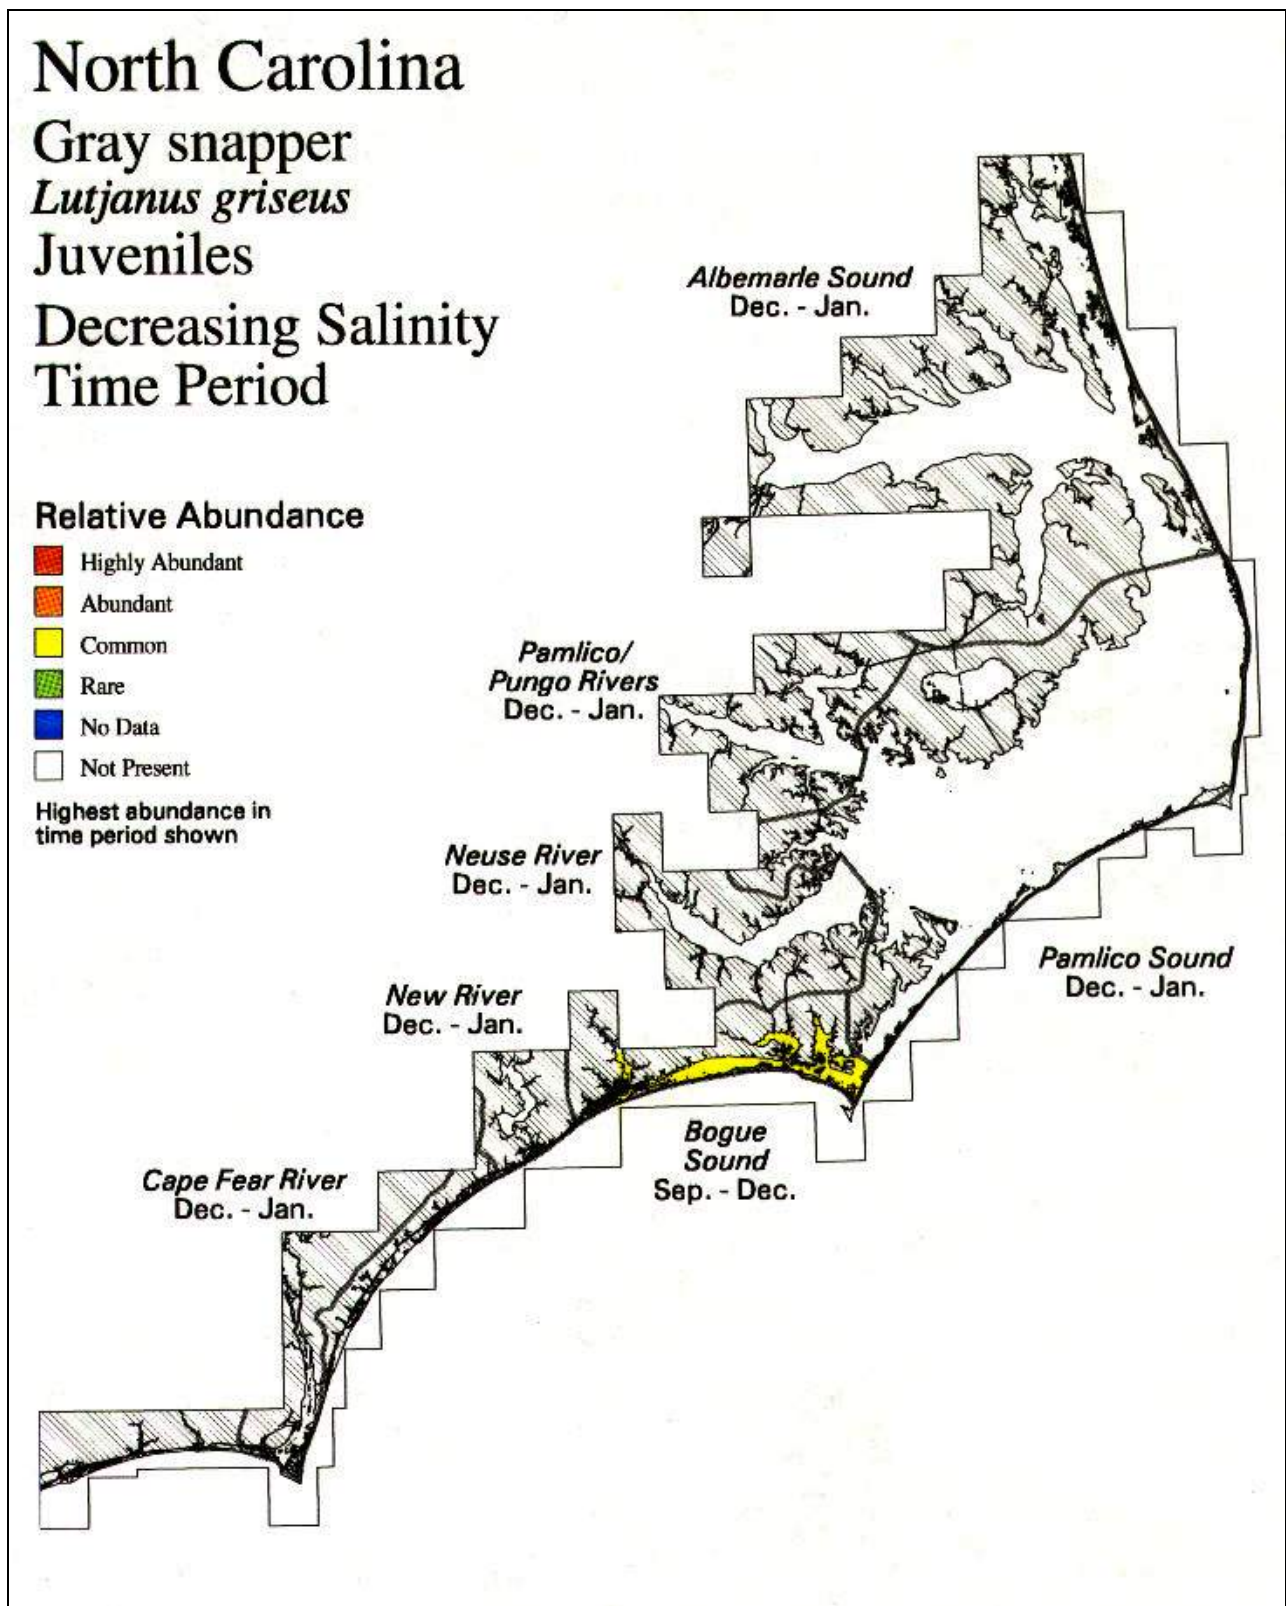 North Carolina
Gray snapper
Lutjanus griseus
Juveniles
Decreasing Salinity
Time Period
Relative Abundance
Highly Abundant
Abundant
Common
Rare
No Data
Not Present
Highest abundance in
time period shown
Albemarle Sound
Dec. - Jan.
Pamlico/
Pungo Rivers
Dec. - Jan.
Neuse River
Dec. - Jan.
Pamlico Sound
Dec. - Jan.
New River
Dec. - Jan.
Bogue
Sound
Sep. - Dec.
Cape Fear River
Dec. - Jan.